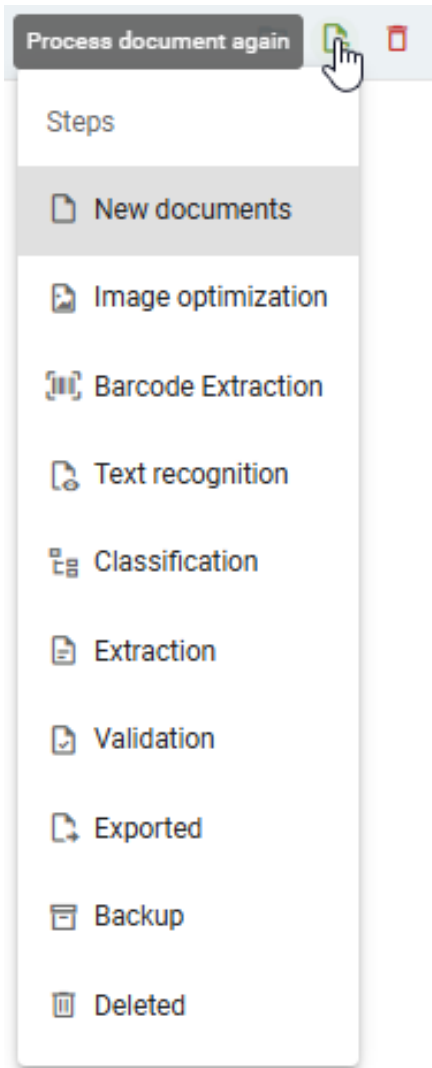 Process document again
Steps
New documents
Image optimization
Barcode Extraction
Text recognition
Classification
Extraction
Validation
Exported
Backup
Deleted